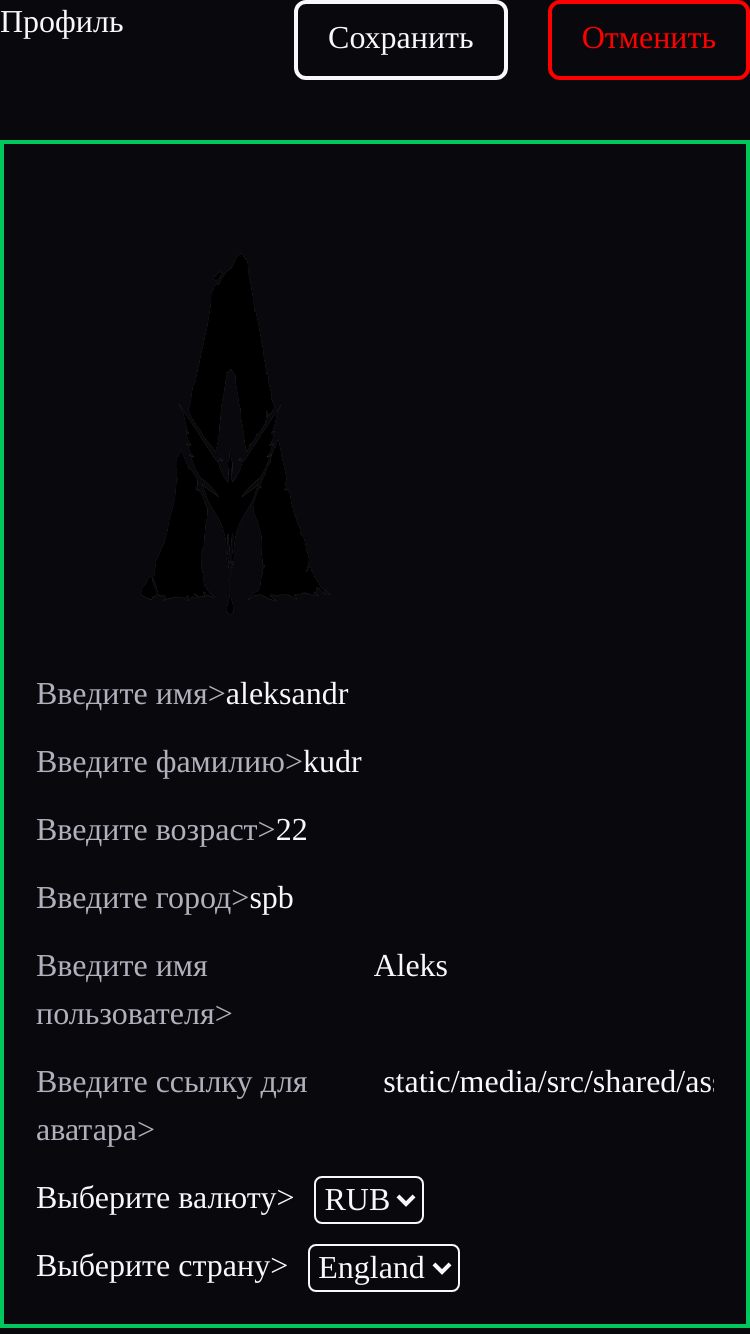 Профиль
Сохранить
Отменить
Введите имя>aleksandr
Введите фамилию>kudr
Введите возраст>22
Введите город>spb
Введите имя пользователя> Aleks
Введите ссылку для аватара> static/media/src/shared/as
Выберите валюту> RUB
Выберите страну> England